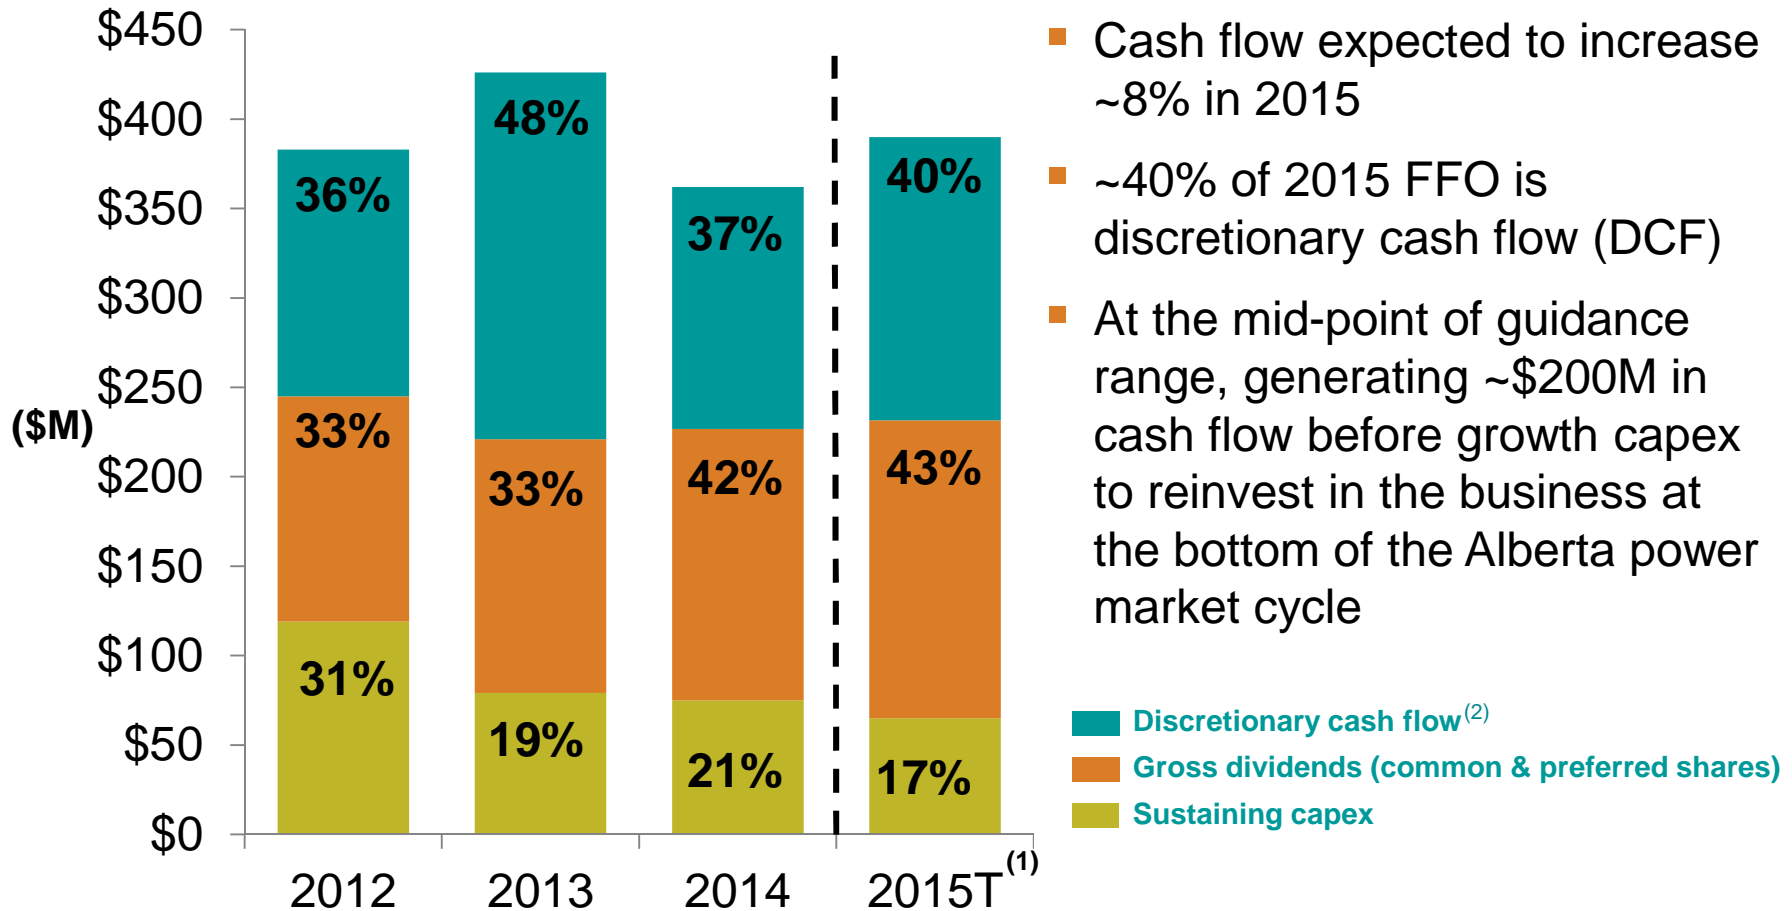 $450
$400
$350
$300
$250
($M)
$200
$150
$100
$50
$0
36%
33%
31%
48%
33%
19%
37%
42%
21%
40%
43%
17%
2012
2013
2014
2015T(1)
Cash flow expected to increase
~8% in 2015
~40% of 2015 FFO is
discretionary cash flow (DCF)
At the mid-point of guidance
range, generating ~$200M in
cash flow before growth capex
to reinvest in the business at
the bottom of the Alberta power
market cycle
Discretionary cash flow(2)
Gross dividends (common & preferred shares)
Sustaining capex